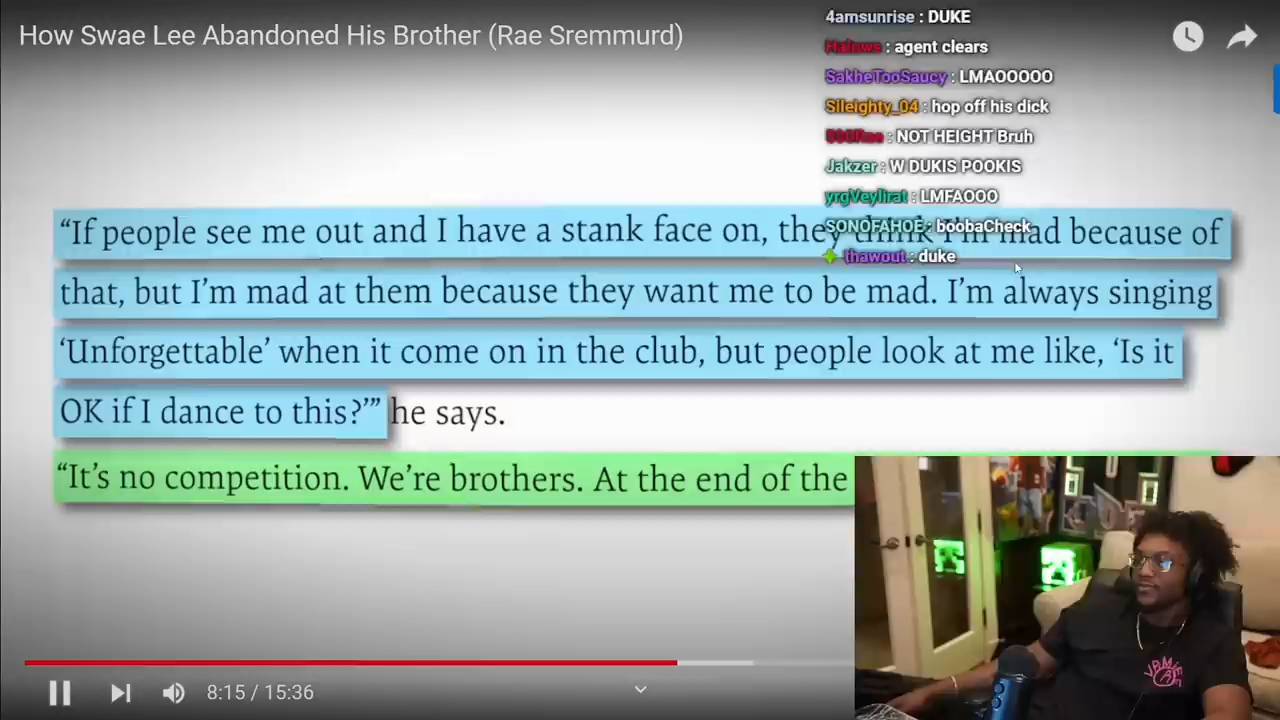 How Swae Lee Abandoned His Brother (Rae Sremmurd)
4amsunrise : DUKE
: agent clears
SakheTooSaucy : LMAOOOOO
Slleighty_04 : hop off his dick
: NOT HEIGHT Bruh
Jakzer : W DUKIS POOKIS
yrgVeylirat : LMFAOOO
SONOFAHOE : boobaCheck
thawout : duke
“If people see me out and I have a stank face on, they think I’m mad because of
that, but I’m mad at them because they want me to be mad. I’m always singing
‘Unforgettable’ when it come on in the club, but people look at me like, ‘Is it
OK if I dance to this?’” he says.
“It’s no competition. We’re brothers. At the end of the
8:15 / 15:36